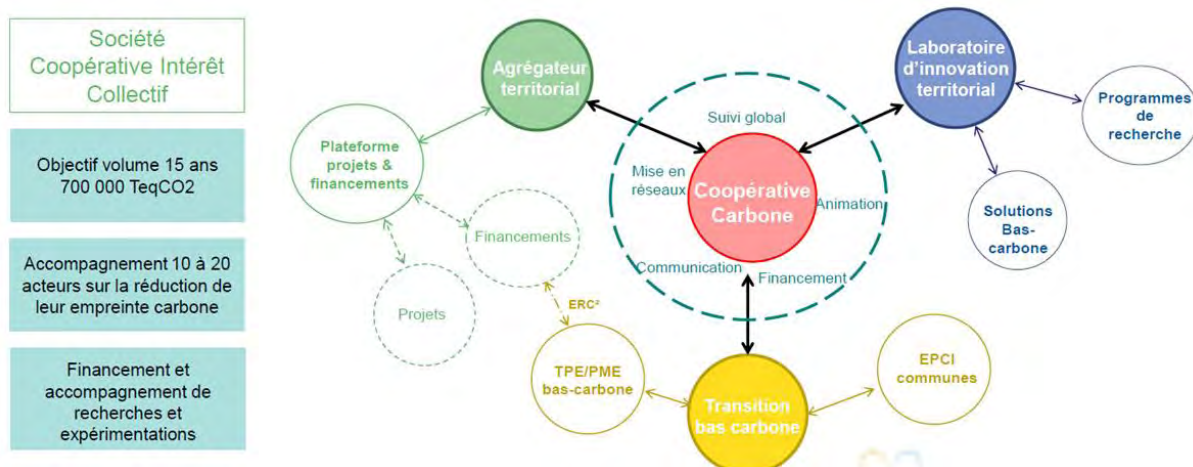 Société
Coopérative Intérêt
Collectif
Objectif volume 15 ans
700 000 TeqCO2
Accompagnement 10 à 20
acteurs sur la réduction de
leur empreinte carbone
Financement et
accompagnement de
recherches et
expérimentations
Agrégateur
territorial
Plateforme
projets &
financements
Financements
Projets
Suivi global
Mise en
réseaux
Coopérative
Carbone
Animation
Communication
Financement
Laboratoire
d'innovation
territorial
Programmes
de
recherche
Solutions
Bas-
carbone
ERC²
TPE/PME
bas-carbone
Transition
bas carbone
EPCI
communes